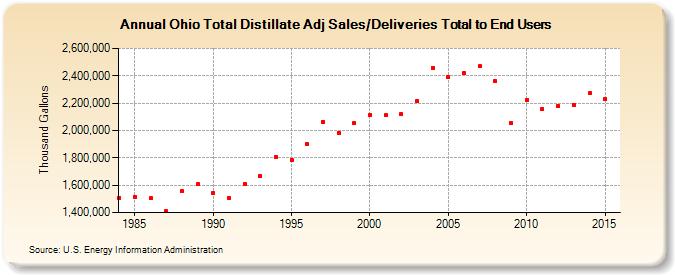 Annual Ohio Total Distillate Adj Sales/Deliveries Total to End Users
Thousand Gallons
2,600,000
2,400,000
2,200,000
2,000,000
1,800,000
1,600,000
1,400,000
1985 1990 1995 2000 2005 2010 2015
Source: U.S. Energy Information Administration